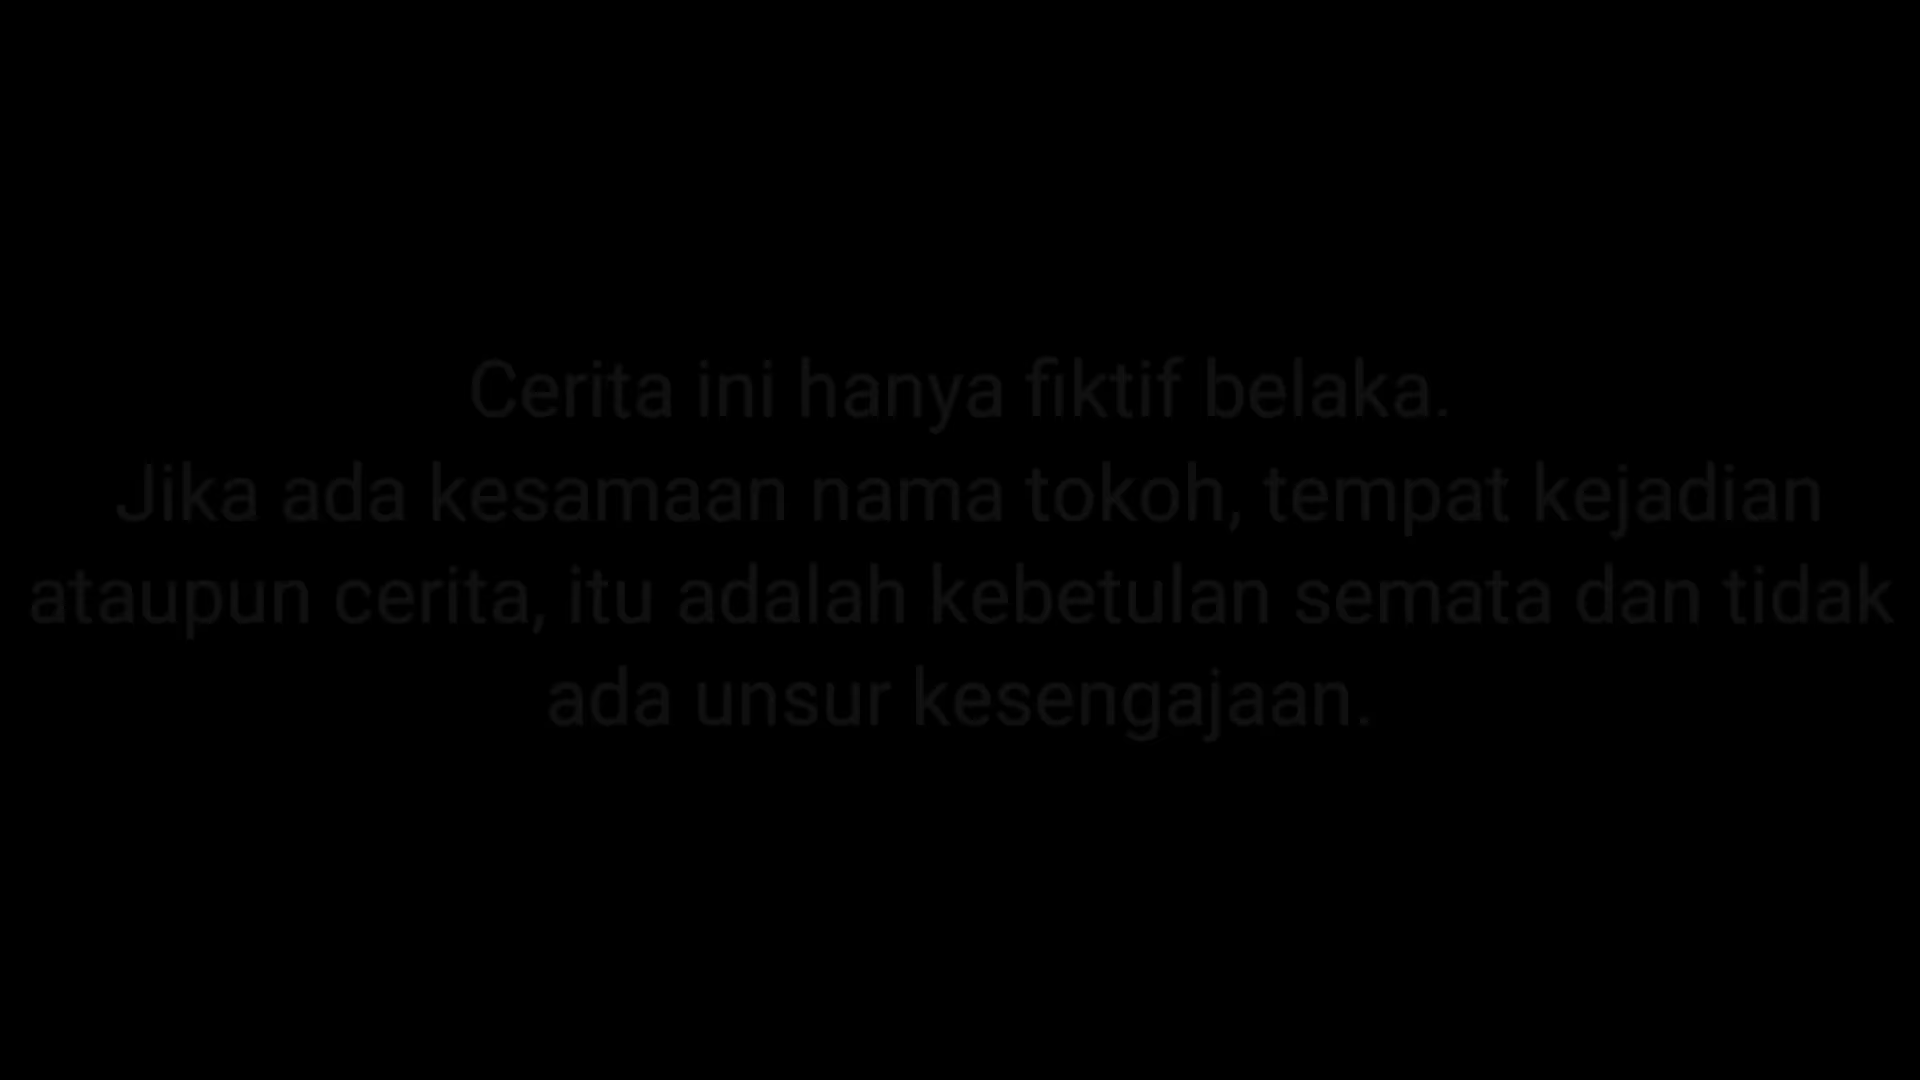 Cerita ini hanya fiktif belaka.
Jika ada kesamaan nama tokoh, tempat kejadian
ataupun cerita, itu adalah kebetulan semata dan tidak
ada unsur kesengajaan.